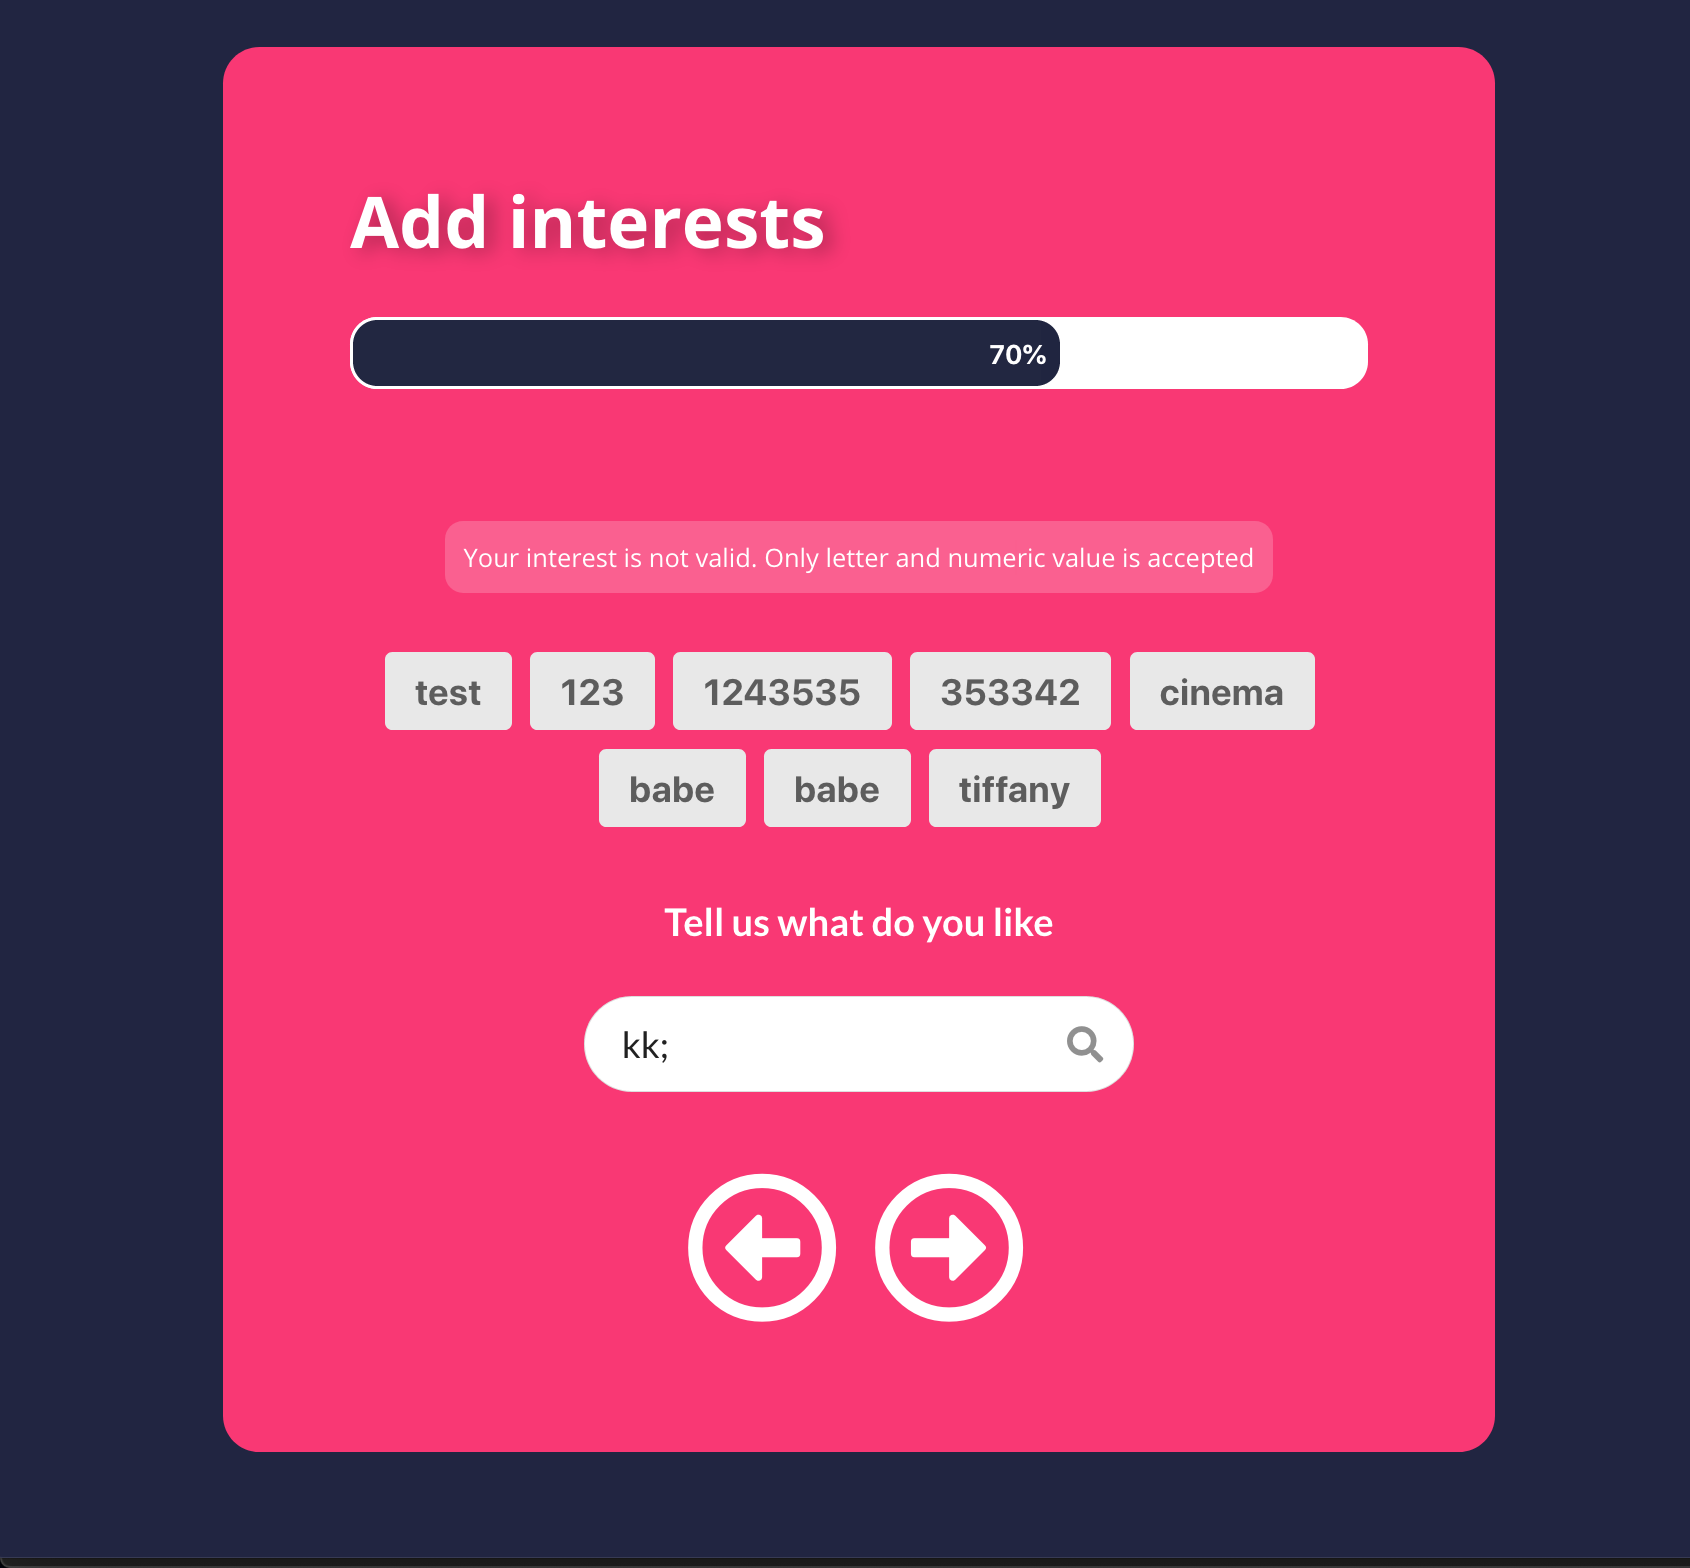 Add interests
70%
Your interest is not valid. Only letter and numeric value is accepted
test 123 1243535 353342 cinema
babe babe tiffany
Tell us what do you like
kk;